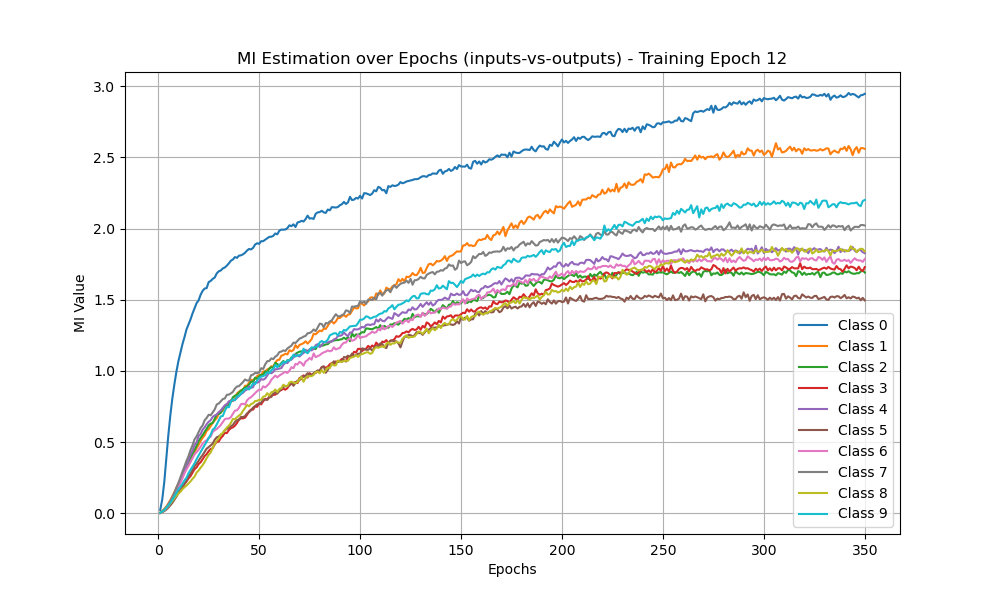 MI Estimation over Epochs (inputs-vs-outputs) - Training Epoch 12
MI Value
3.0
2.5
2.0
1.5
1.0
0.5
0.0
Class 0
Class 1
Class 2
Class 3
Class 4
Class 5
Class 6
Class 7
Class 8
Class 9
0 50 100 150 200 250 300 350
Epochs